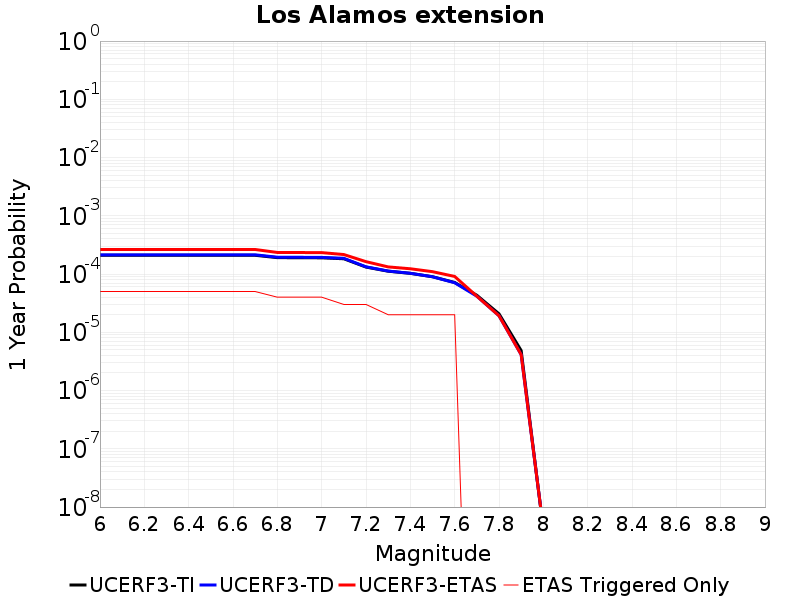 Los Alamos extension
1 Year Probability
10^0
10^-1
10^-2
10^-3
10^-4
10^-5
10^-6
10^-7
10^-8
6 6.2 6.4 6.6 6.8 7 7.2 7.4 7.6 7.8 8 8.2 8.4 8.6 8.8 9
Magnitude
UCERF3-TI UCERF3-TD UCERF3-ETAS ETAS Triggered Only